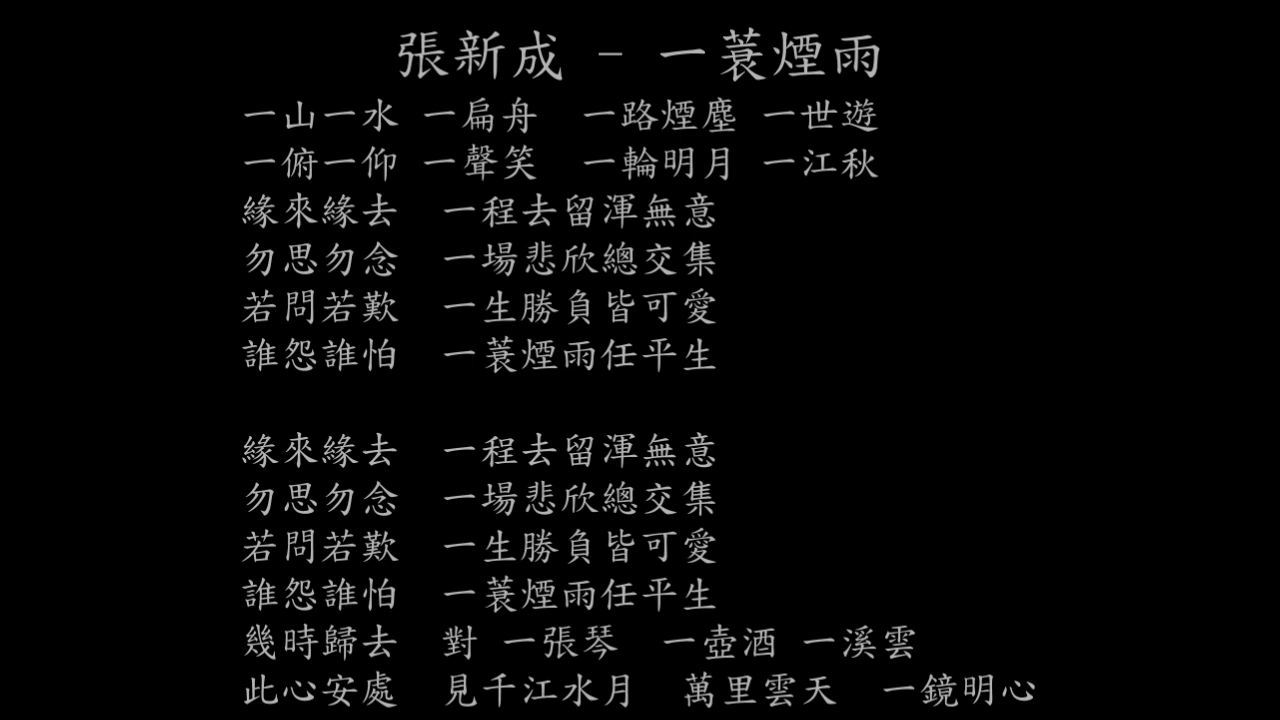 張新成 - 一蓑煙雨
一山一水 一扁舟 一路煙塵 一世遊
一俯一仰 一聲笑 一輪明月 一江秋
緣來緣去 一程去留渾無意
勿思勿念 一場悲欣總交集
若問若歎 一生勝負皆可愛
誰怨誰怕 一蓑煙雨任平生
緣來緣去 一程去留渾無意
勿思勿念 一場悲欣總交集
若問若歎 一生勝負皆可愛
誰怨誰怕 一蓑煙雨任平生
幾時歸去 對 一張琴 一壺酒 一溪雲
此心安處 見千江水月 萬里雲天 一鏡明心